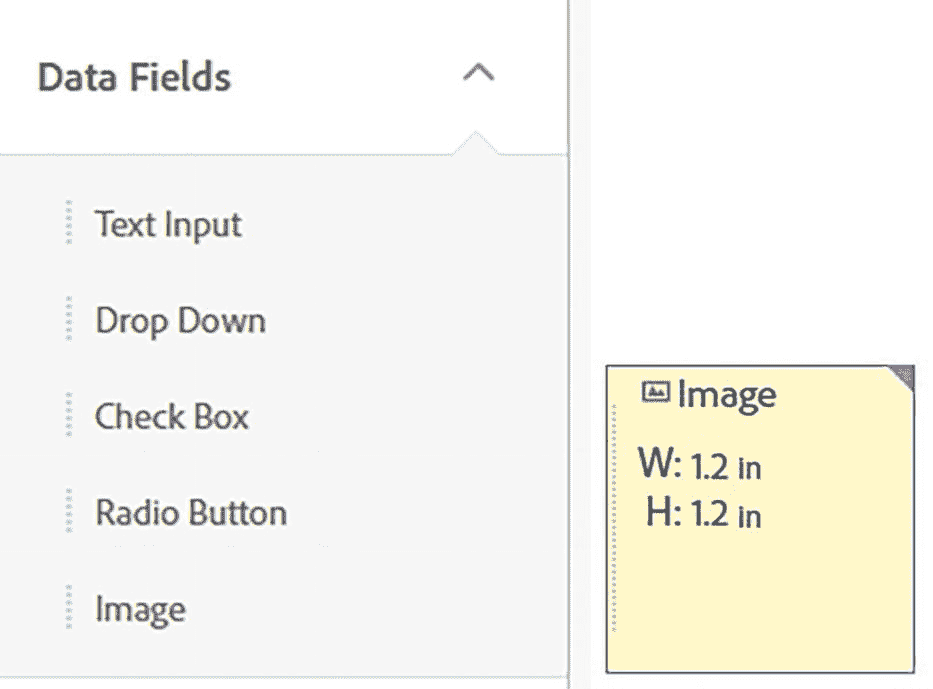 Data Fields
Text Input
Drop Down
Check Box
Radio Button
Image
Image
W: 1.2 in
H: 1.2 in